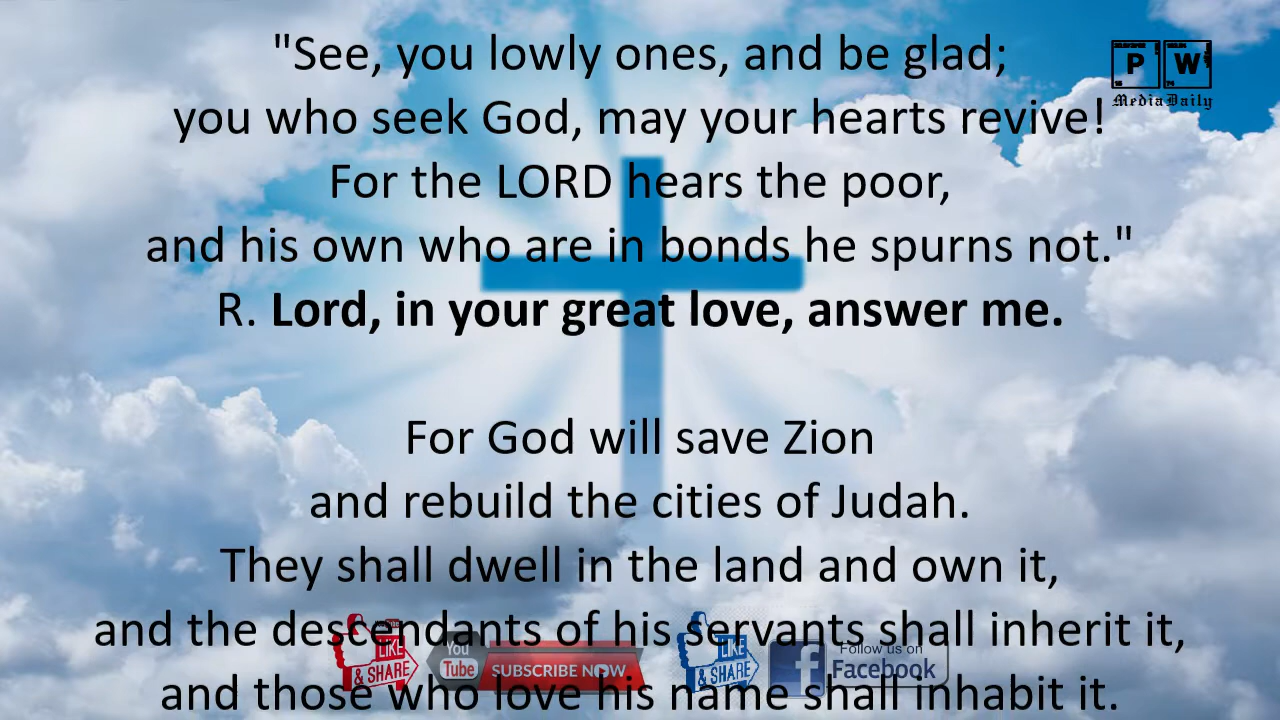 "See, you lowly ones, and be glad;
you who seek God, may your hearts revive!
For the LORD hears the poor,
and his own who are in bonds he spurns not."
R. Lord, in your great love, answer me.
For God will save Zion
and rebuild the cities of Judah.
They shall dwell in the land and own it,
and the descendants of his servants shall inherit it,
and those who love his name shall inhabit it.
P W
MediaDaily
LIKE
& SHARE
You
Tube
SUBSCRIBE NOW
LIKE
& SHARE
f
Follow us on
Facebook